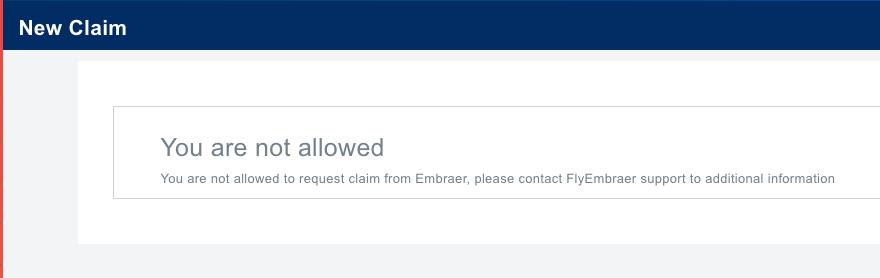 New Claim
You are not allowed
You are not allowed to request claim from Embraer, please contact FlyEmbraer support to additional information